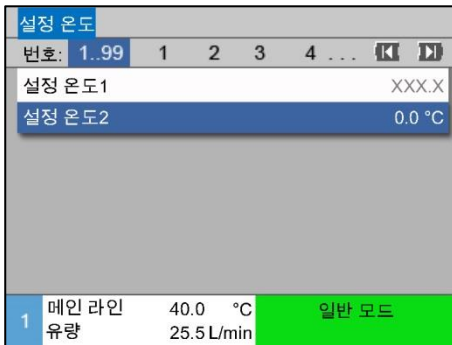 설정 온도
번호: 1..99 1 2 3 4 ...
설정 온도1 XXX.X
설정 온도2 0.0 °C
1 메인 라인 40.0 °C 일반 모드
유량 25.5 L/min